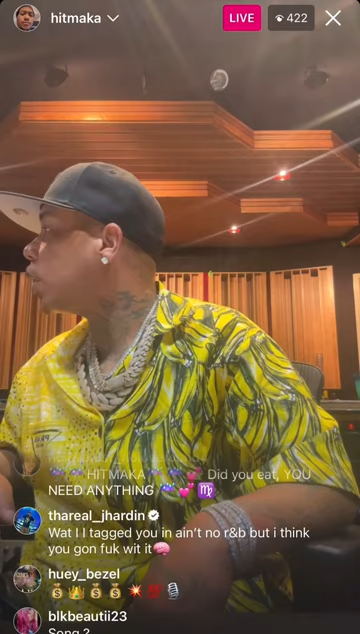 hitmaka
LIVE
422
HITMAKA Did you eat, YOU
NEED ANYTHING
thareal_jhardin
Wat I I tagged you in ain't no r&b but i think
you gon fuk wit it
huey_bezel
blkbeautii23
Song ?